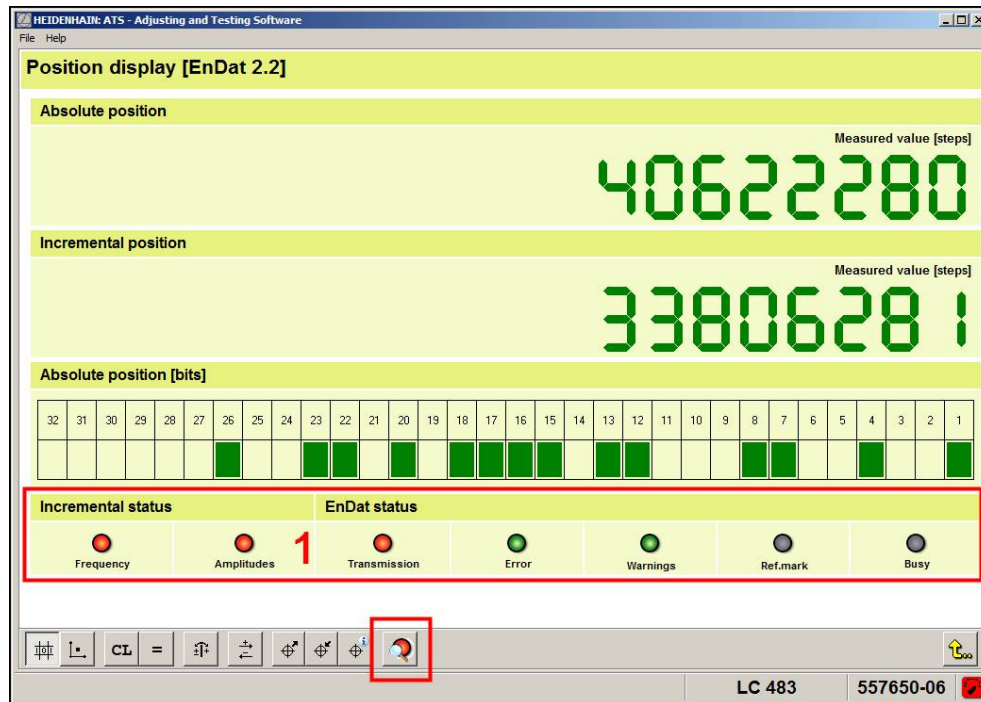 HEIDENHAIN: ATS - Adjusting and Testing Software
File Help
Position display [EnDat 2.2]
Absolute position
Measured value [steps]
40622280
Incremental position
Measured value [steps]
33806281
Absolute position [bits]
32 31 30 29 28 27 26 25 24 23 22 21 20 19 18 17 16 15 14 13 12 11 10 9 8 7 6 5 4 3 2 1
Incremental status EnDat status
1
Frequency Amplitudes Transmission Error Warnings Ref.mark Busy
CL =
LC 483 557650-06